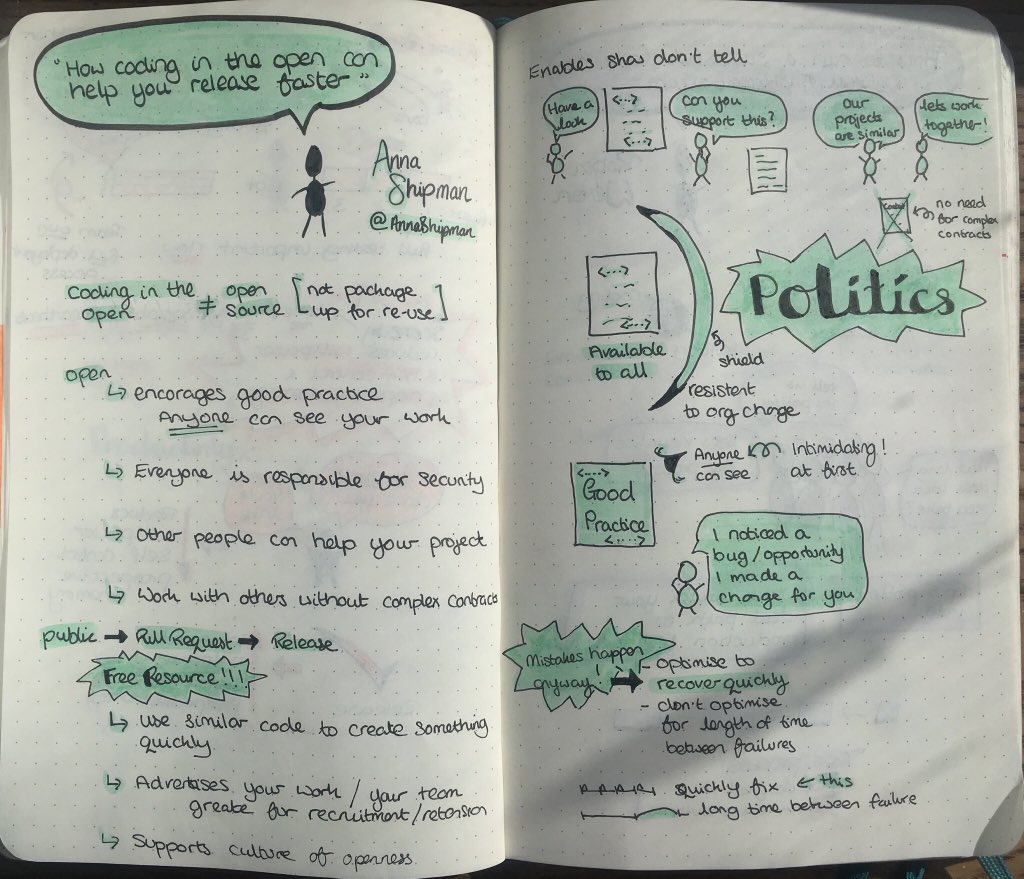 "How coding in the open can
help you release faster"
Anna
Shipman
@AnnaShipman
coding in the
open
≠
open
source
[not package
up for re-use]
open
↳ encorages good practice
Anyone can see your work
↳ Everyone is responsible for security
↳ Other people can help your project
↳ Work with others without complex contracts
public → Pull Request → Release
Free Resource!!!
↳ use similar code to create something
quickly
↳ Advertises your work / your team
greate for recruitment/retension
↳ Supports culture of openness
Enables show don't tell
Have a
look
can you
support this?
our
projects
are similar
lets work
together!
no need
for complex
contracts
Politics
Available
to all
shield
resistent
to org change
Good
Practice
Anyone
can see
Intimidating!
at first
I noticed a
bug/opportunity
I made a
change for you
Mistakes happen
anyway!
- optimise to
recover quickly
- don't optimise
for length of time
between failures
quickly fix ← this
long time between failure